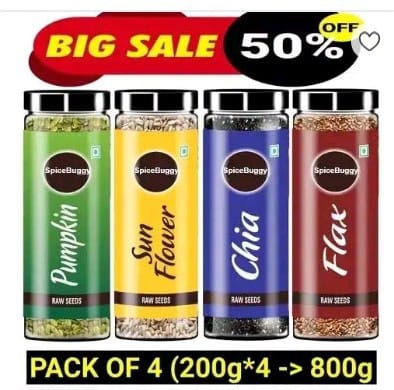 BIG SALE 50% OFF
SpiceBuggy SpiceBuggy SpiceBuggy SpiceBuggy
Pumpkin
Sun
Flower
Chia
Flax
RAW SEEDS RAW SEEDS RAW SEEDS RAW SEEDS
PACK OF 4 (200g*4 -> 800g